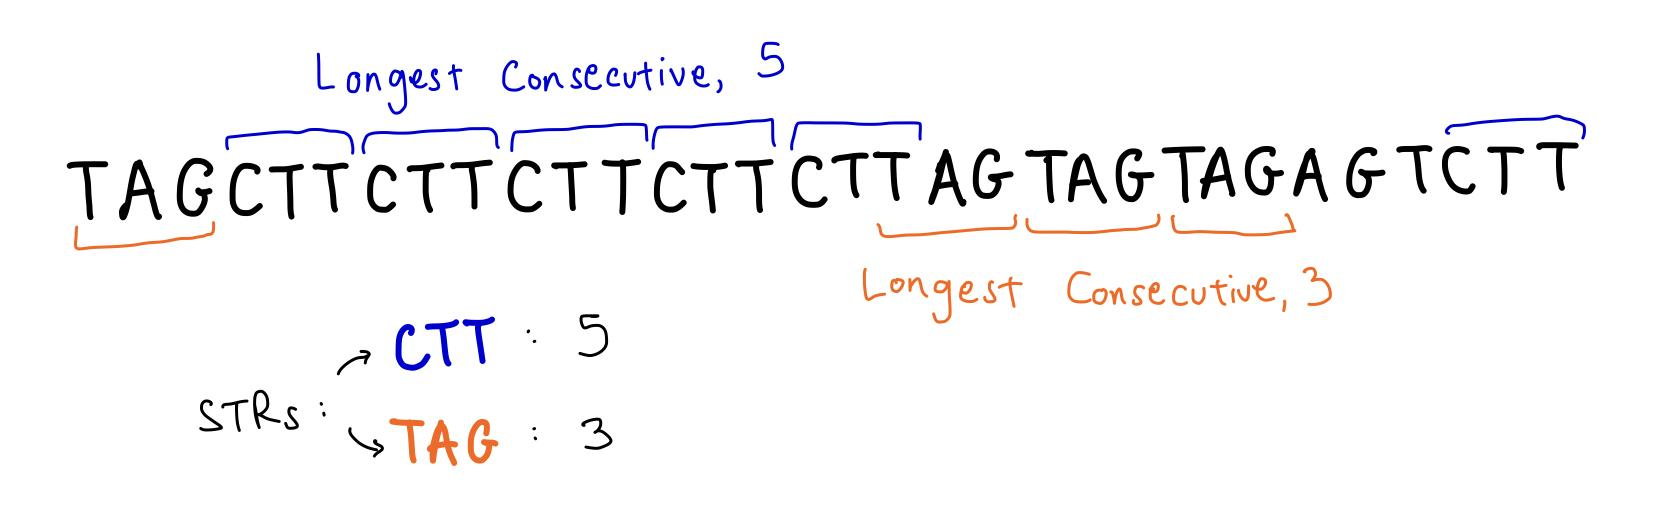 Longest Consecutive, 5
TAGCTTCTTCTTCTTCTTAGTAGTAGAGTCTT
Longest Consecutive, 3
CTT : 5
STRs :
TAG : 3